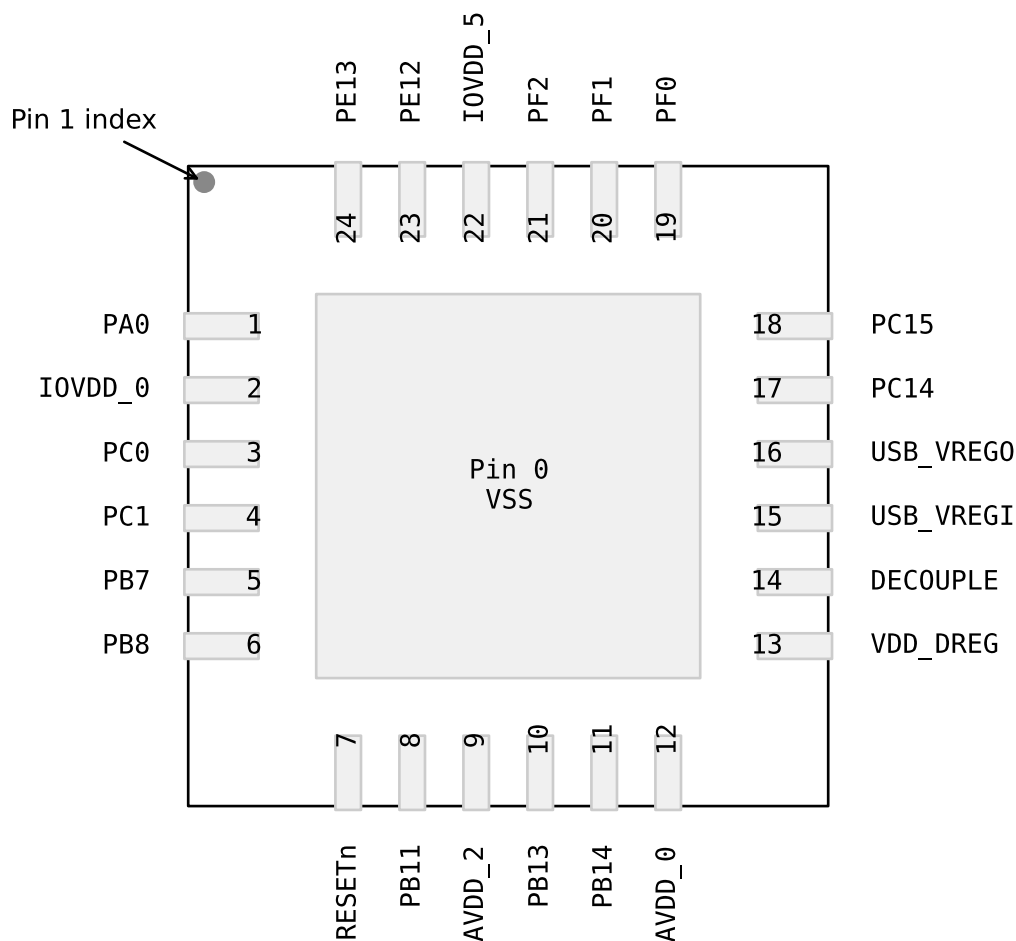 PE13
PE12
IOVDD_5
PF2
PF1
PF0
Pin 1 index
24
23
22
21
20
19
PA0 1
18 PC15
IOVDD_0 2
17 PC14
PC0 3
16 USB_VREGO
PC1 4
15 USB_VREGI
PB7 5
14 DECOUPLE
PB8 6
13 VDD_DREG
Pin 0
VSS
7
8
9
10
11
12
RESETn
PB11
AVDD_2
PB13
PB14
AVDD_0